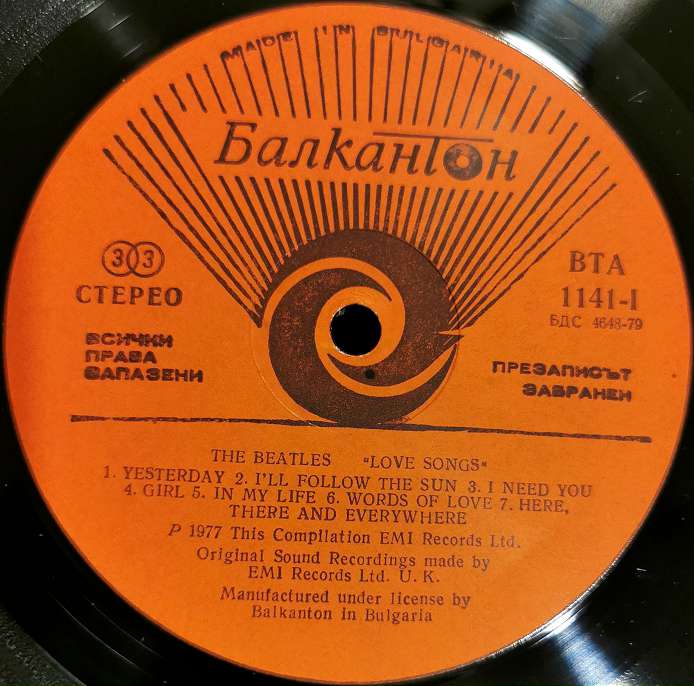 MADE IN BULGARIA
Балкантон
33
СТЕРЕО
ВТА
1141-I
БДС 4648-79
ВСИЧКИ
ПРАВА
ЗАПАЗЕНИ
ПРЕЗАПИСЪТ
ЗАБРАНЕН
THE BEATLES "LOVE SONGS"
1. YESTERDAY 2. I'LL FOLLOW THE SUN 3. I NEED YOU
4. GIRL 5. IN MY LIFE 6. WORDS OF LOVE 7. HERE,
THERE AND EVERYWHERE
P 1977 This Compilation EMI Records Ltd.
Original Sound Recordings made by
EMI Records Ltd. U. K.
Manufactured under license by
Balkanton in Bulgaria